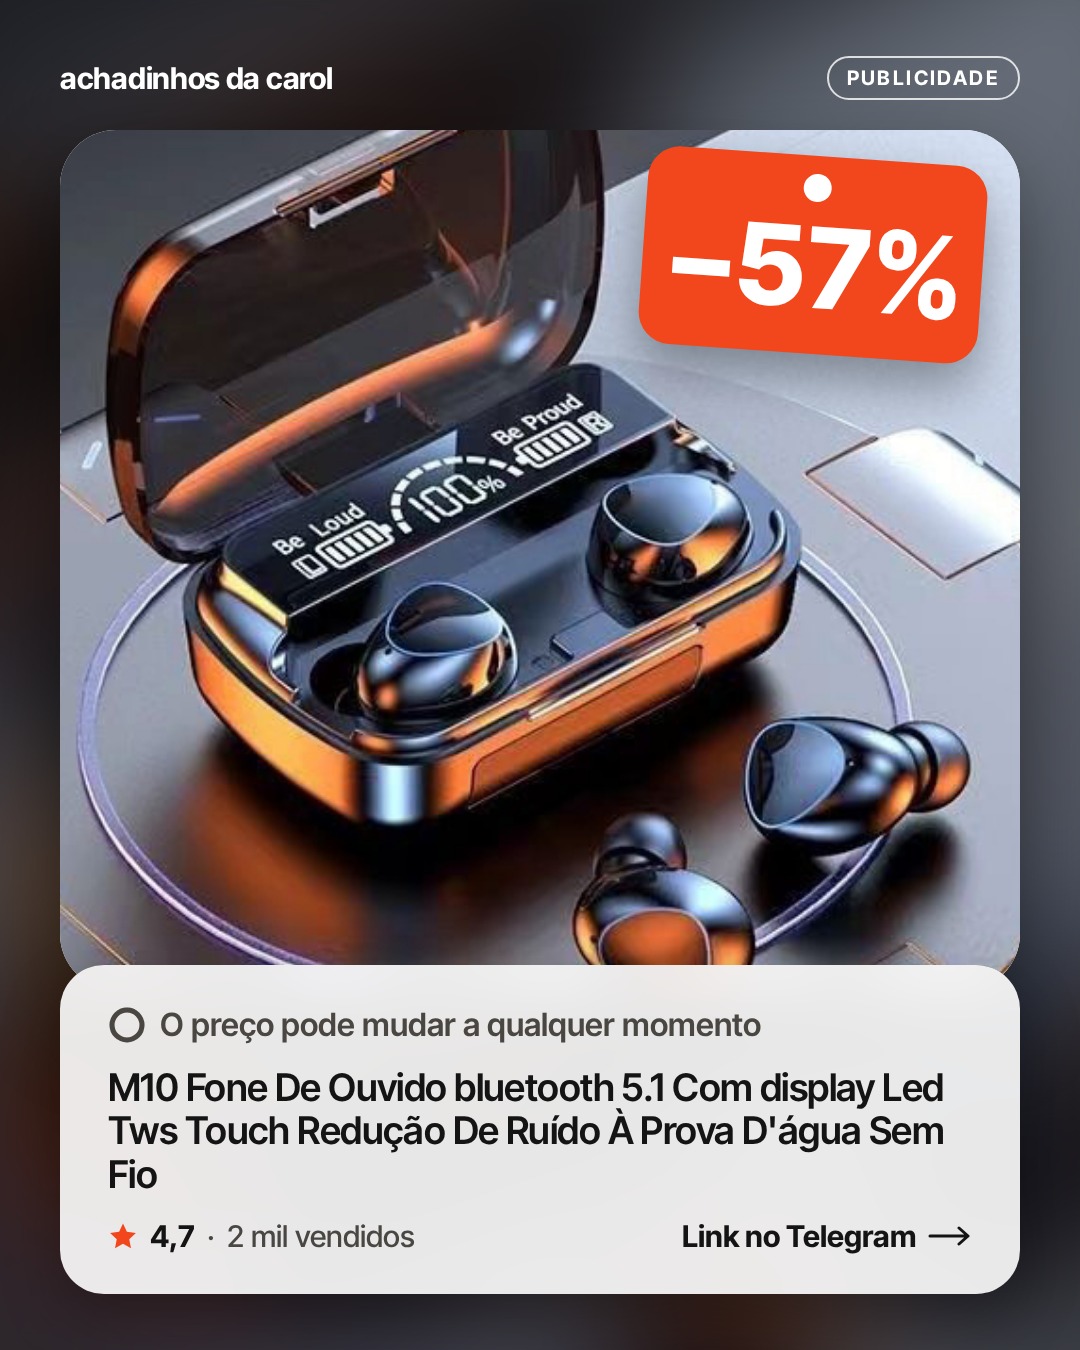 achadinhos da carol
PUBLICIDADE
-57%
Be Proud
R
100%
Be Loud
L
O preço pode mudar a qualquer momento
M10 Fone De Ouvido bluetooth 5.1 Com display Led
Tws Touch Redução De Ruído À Prova D'água Sem
Fio
4,7 · 2 mil vendidos
Link no Telegram →